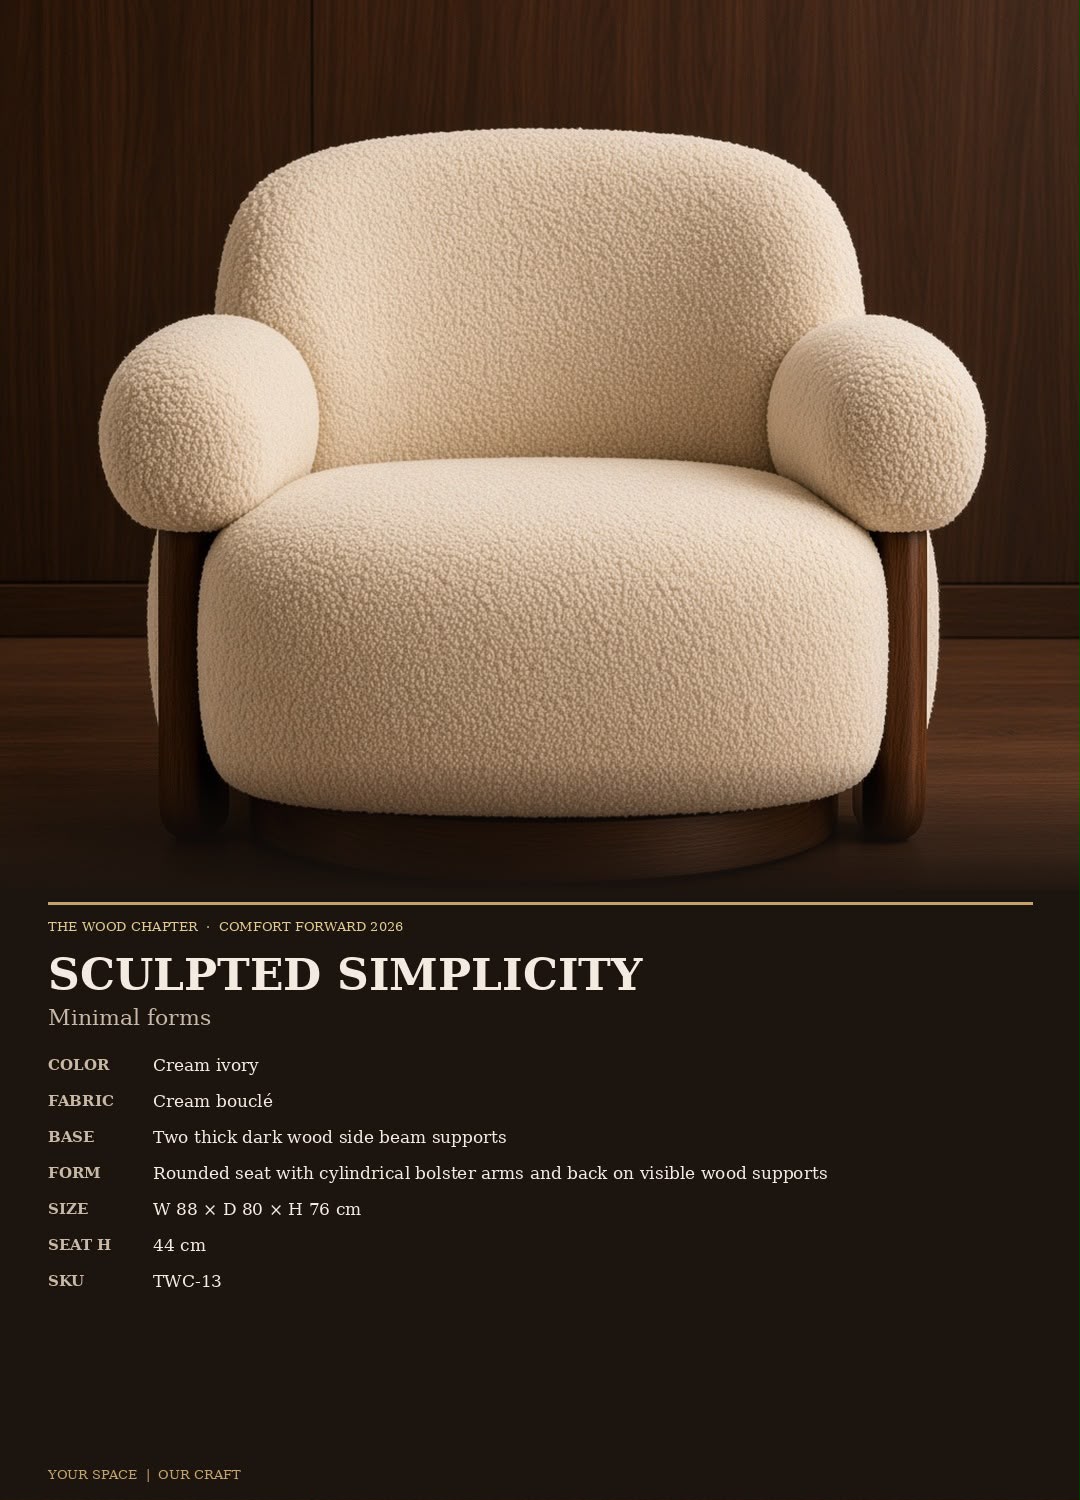 THE WOOD CHAPTER · COMFORT FORWARD 2026
SCULPTED SIMPLICITY
Minimal forms
COLOR Cream ivory
FABRIC Cream bouclé
BASE Two thick dark wood side beam supports
FORM Rounded seat with cylindrical bolster arms and back on visible wood supports
SIZE W 88 × D 80 × H 76 cm
SEAT H 44 cm
SKU TWC-13
YOUR SPACE | OUR CRAFT